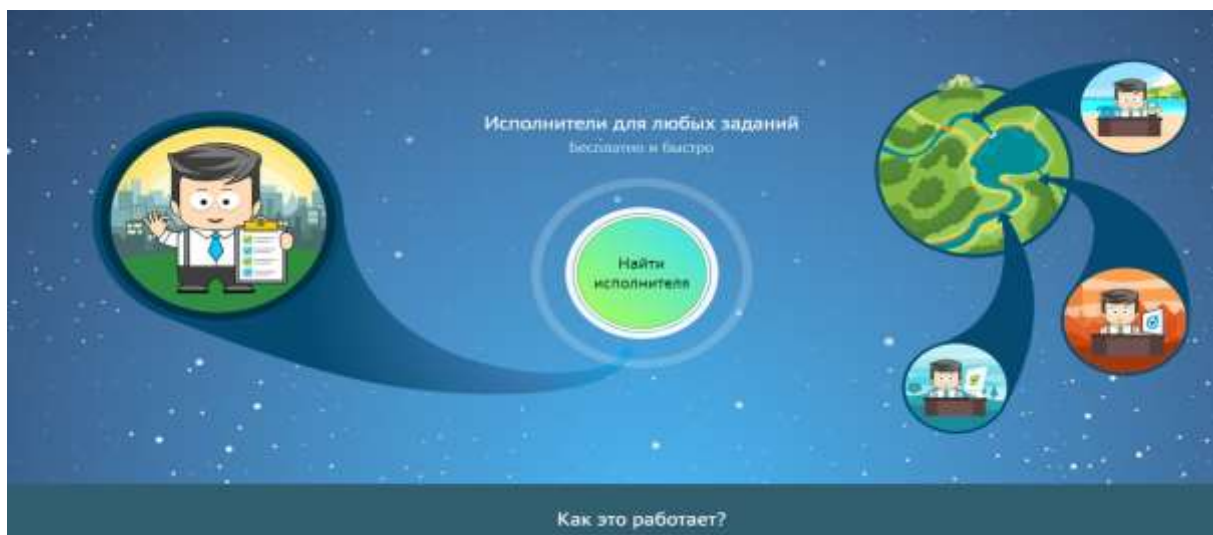 Исполнители для любых заданий
Бесплатно и быстро
Найти
исполнителя
Как это работает?